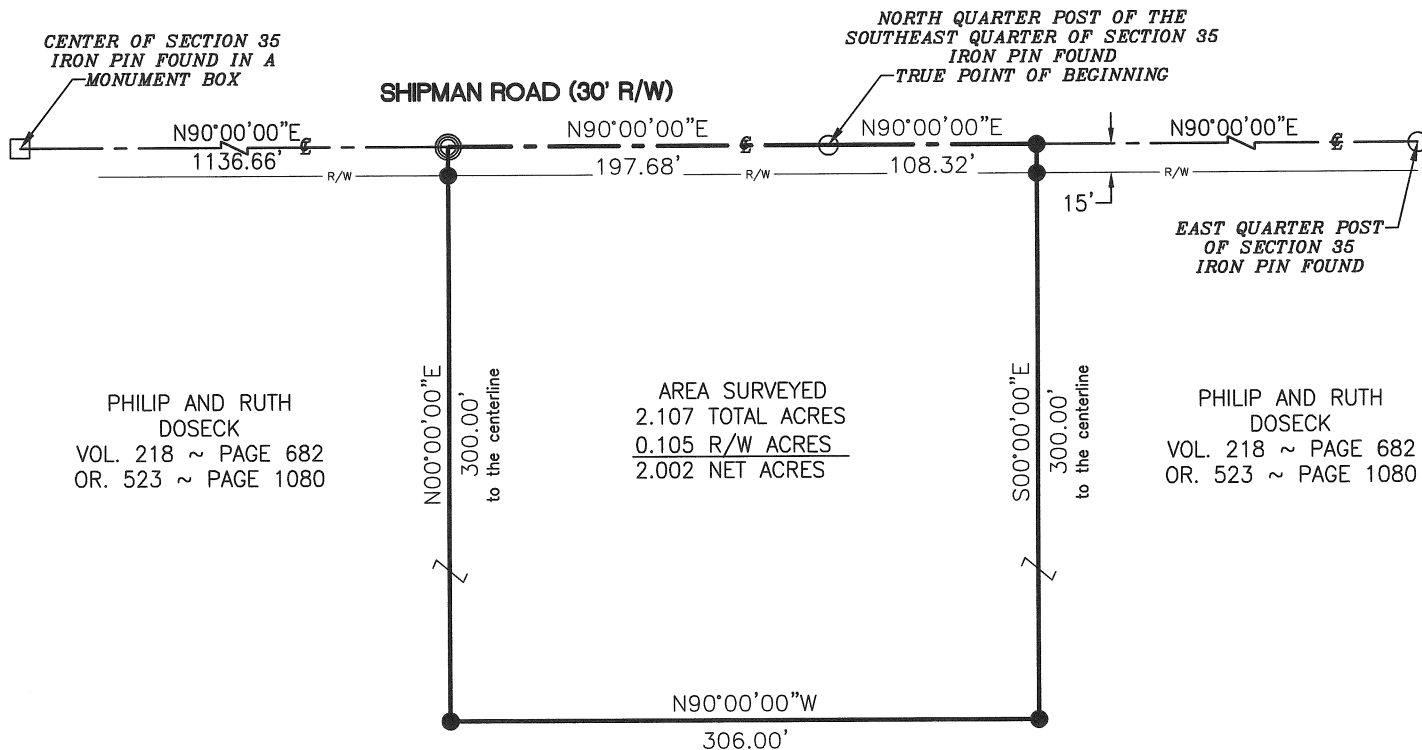 CENTER OF SECTION 35
IRON PIN FOUND IN A
MONUMENT BOX
NORTH QUARTER POST OF THE
SOUTHEAST QUARTER OF SECTION 35
IRON PIN FOUND
TRUE POINT OF BEGINNING
SHIPMAN ROAD (30' R/W)
N90°00'00"E
1136.66'
℄
R/W
N90°00'00"E
197.68'
℄
R/W
N90°00'00"E
108.32'
N90°00'00"E
℄
R/W
15'
EAST QUARTER POST
OF SECTION 35
IRON PIN FOUND
PHILIP AND RUTH
DOSECK
VOL. 218 ~ PAGE 682
OR. 523 ~ PAGE 1080
N00°00'00"E
300.00'
to the centerline
AREA SURVEYED
2.107 TOTAL ACRES
0.105 R/W ACRES
2.002 NET ACRES
S00°00'00"E
300.00'
to the centerline
PHILIP AND RUTH
DOSECK
VOL. 218 ~ PAGE 682
OR. 523 ~ PAGE 1080
N90°00'00"W
306.00'